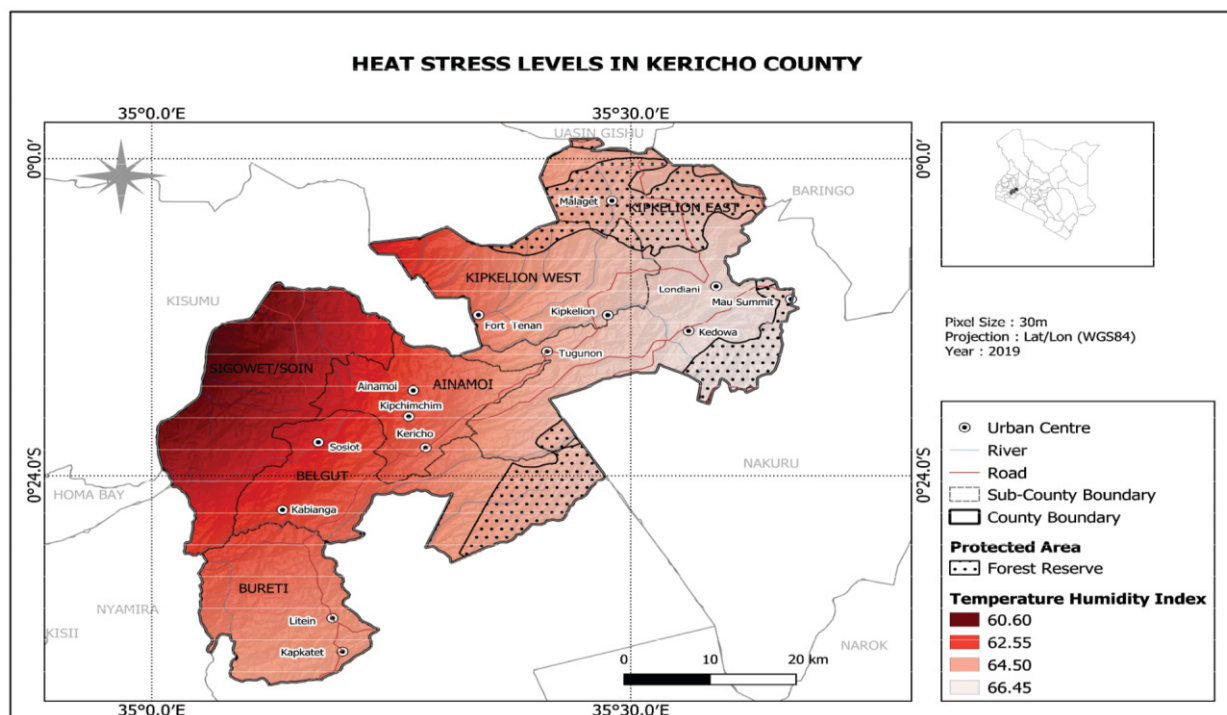 HEAT STRESS LEVELS IN KERICHO COUNTY
35°0.0'E
35°30.0'E
0°0.0'
0°0.0'
UASIN GISHU
BARINGO
Malaget
KIPKELION EAST
KIPKELION WEST
Londiani
Mau Summit
KISUMU
Fort Tenan
Kipkelion
Kedowa
Tugunon
SIGOWET/SOIN
Ainamoi
AINAMOI
Kipchimchim
Kericho
Sosiot
NAKURU
BELGUT
0°24.0'S
0°24.0'S
HOMA BAY
Kabianga
BURETI
NYAMIRA
Litein
KISII
Kapkatet
NAROK
0 10 20 km
35°0.0'E
35°30.0'E
Pixel Size : 30m
Projection : Lat/Lon (WGS84)
Year : 2019
Urban Centre
River
Road
Sub-County Boundary
County Boundary
Protected Area
Forest Reserve
Temperature Humidity Index
60.60
62.55
64.50
66.45